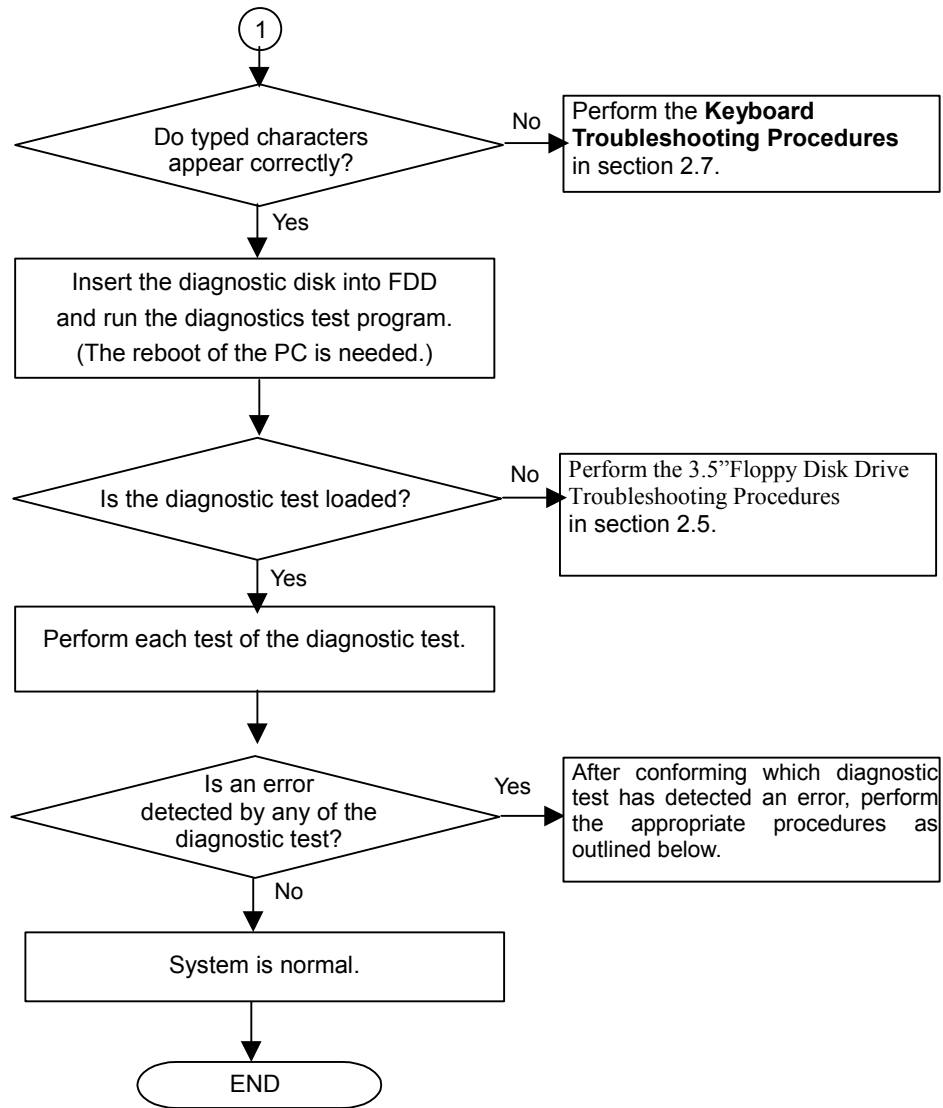 1
Do typed characters
appear correctly?
No
Perform the Keyboard
Troubleshooting Procedures
in section 2.7.
Yes
Insert the diagnostic disk into FDD
and run the diagnostics test program.
(The reboot of the PC is needed.)
Is the diagnostic test loaded?
No
Perform the 3.5”Floppy Disk Drive
Troubleshooting Procedures
in section 2.5.
Yes
Perform each test of the diagnostic test.
Is an error
detected by any of the
diagnostic test?
Yes
After conforming which diagnostic
test has detected an error, perform
the appropriate procedures as
outlined below.
No
System is normal.
END